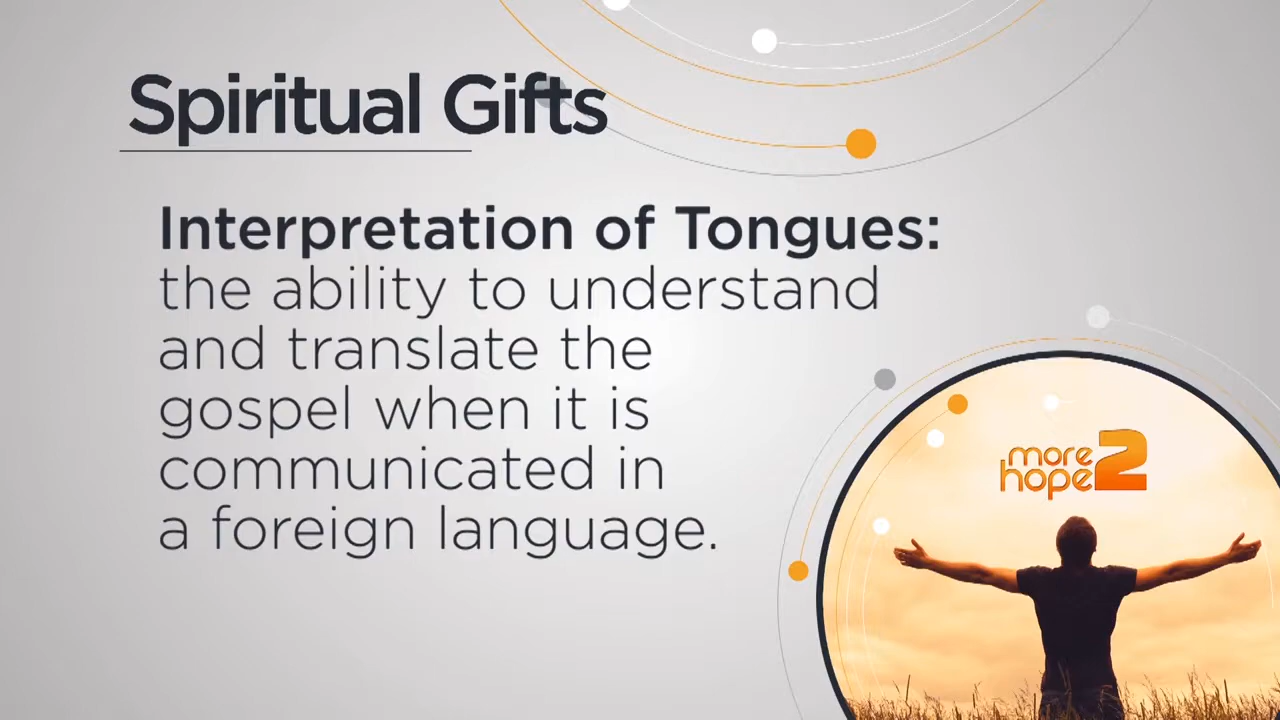 Spiritual Gifts
Interpretation of Tongues:
the ability to understand
and translate the
gospel when it is
communicated in
a foreign language.
more
hope2